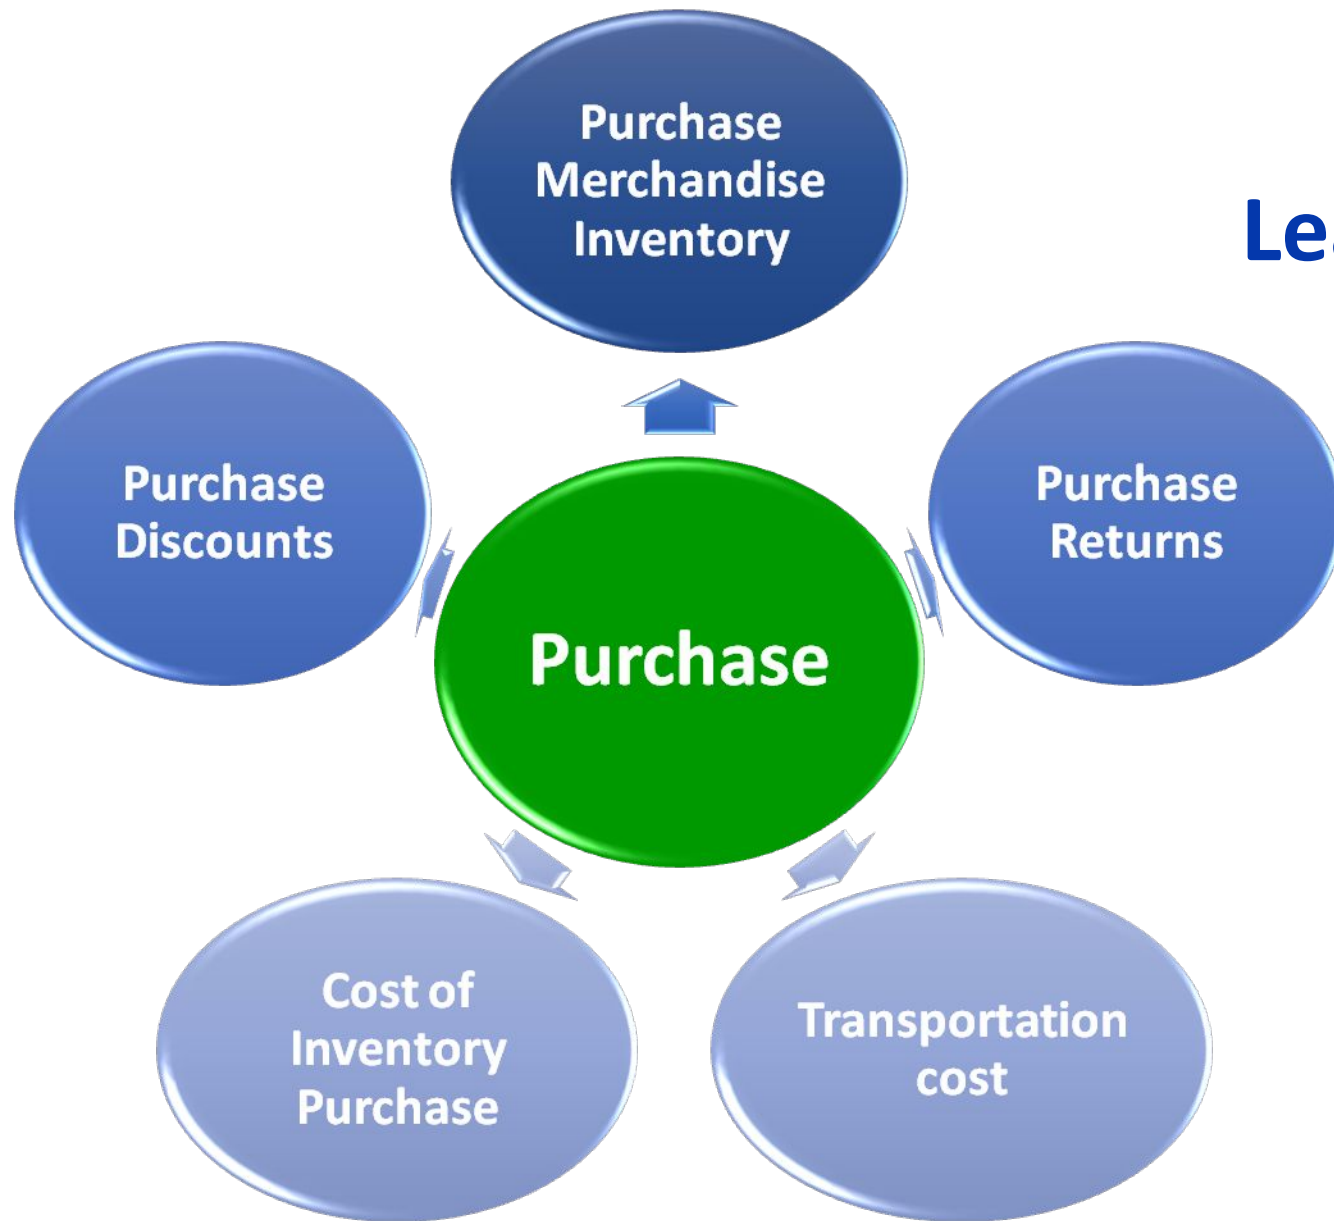 Purchase
Merchandise
Inventory
Purchase
Discounts
Purchase
Returns
Purchase
Cost of
Inventory
Purchase
Transportation
cost